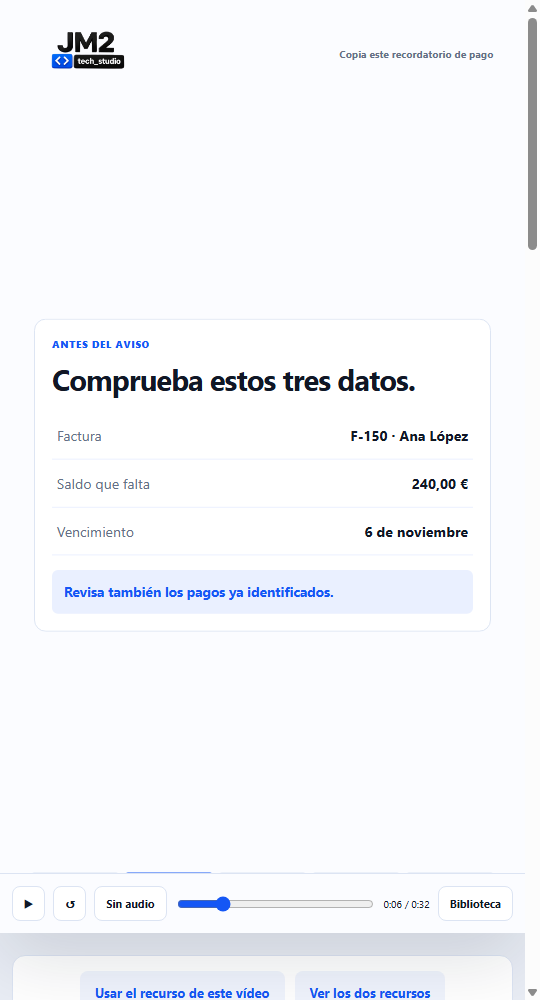 JM2
<> tech_studio
Copia este recordatorio de pago
ANTES DEL AVISO
Comprueba estos tres datos.
Factura F-150 · Ana López
Saldo que falta 240,00 €
Vencimiento 6 de noviembre
Revisa también los pagos ya identificados.
▶ ↺ Sin audio 0:06 / 0:32 Biblioteca
Usar el recurso de este vídeo Ver los dos recursos